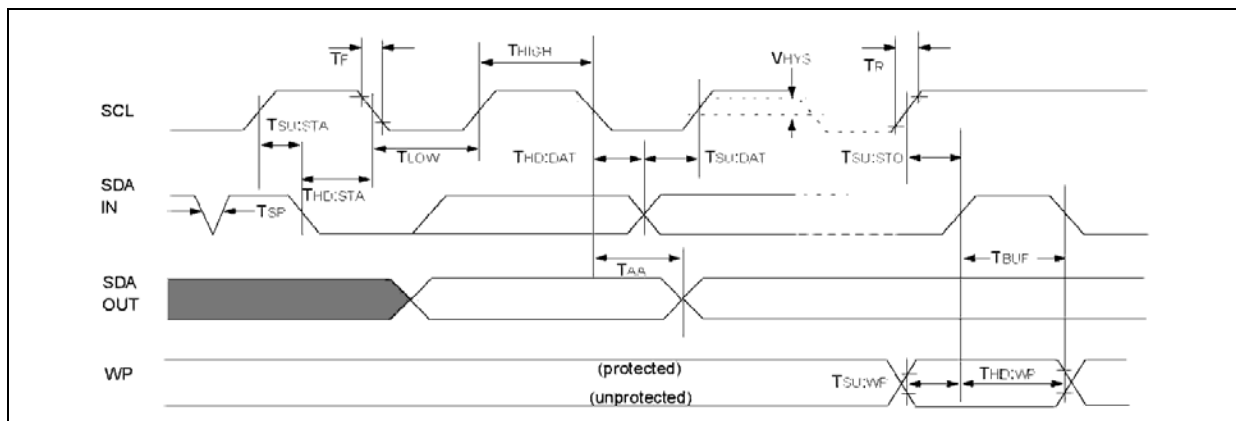 TF
THIGH
VHYS
TR
SCL
TSU:STA
TLOW
THD:DAT
TSU:DAT
TSU:STO
SDA
IN
TSP
THD:STA
TAA
TBUF
SDA
OUT
WP
(protected)
(unprotected)
TSU:WP
THD:WP